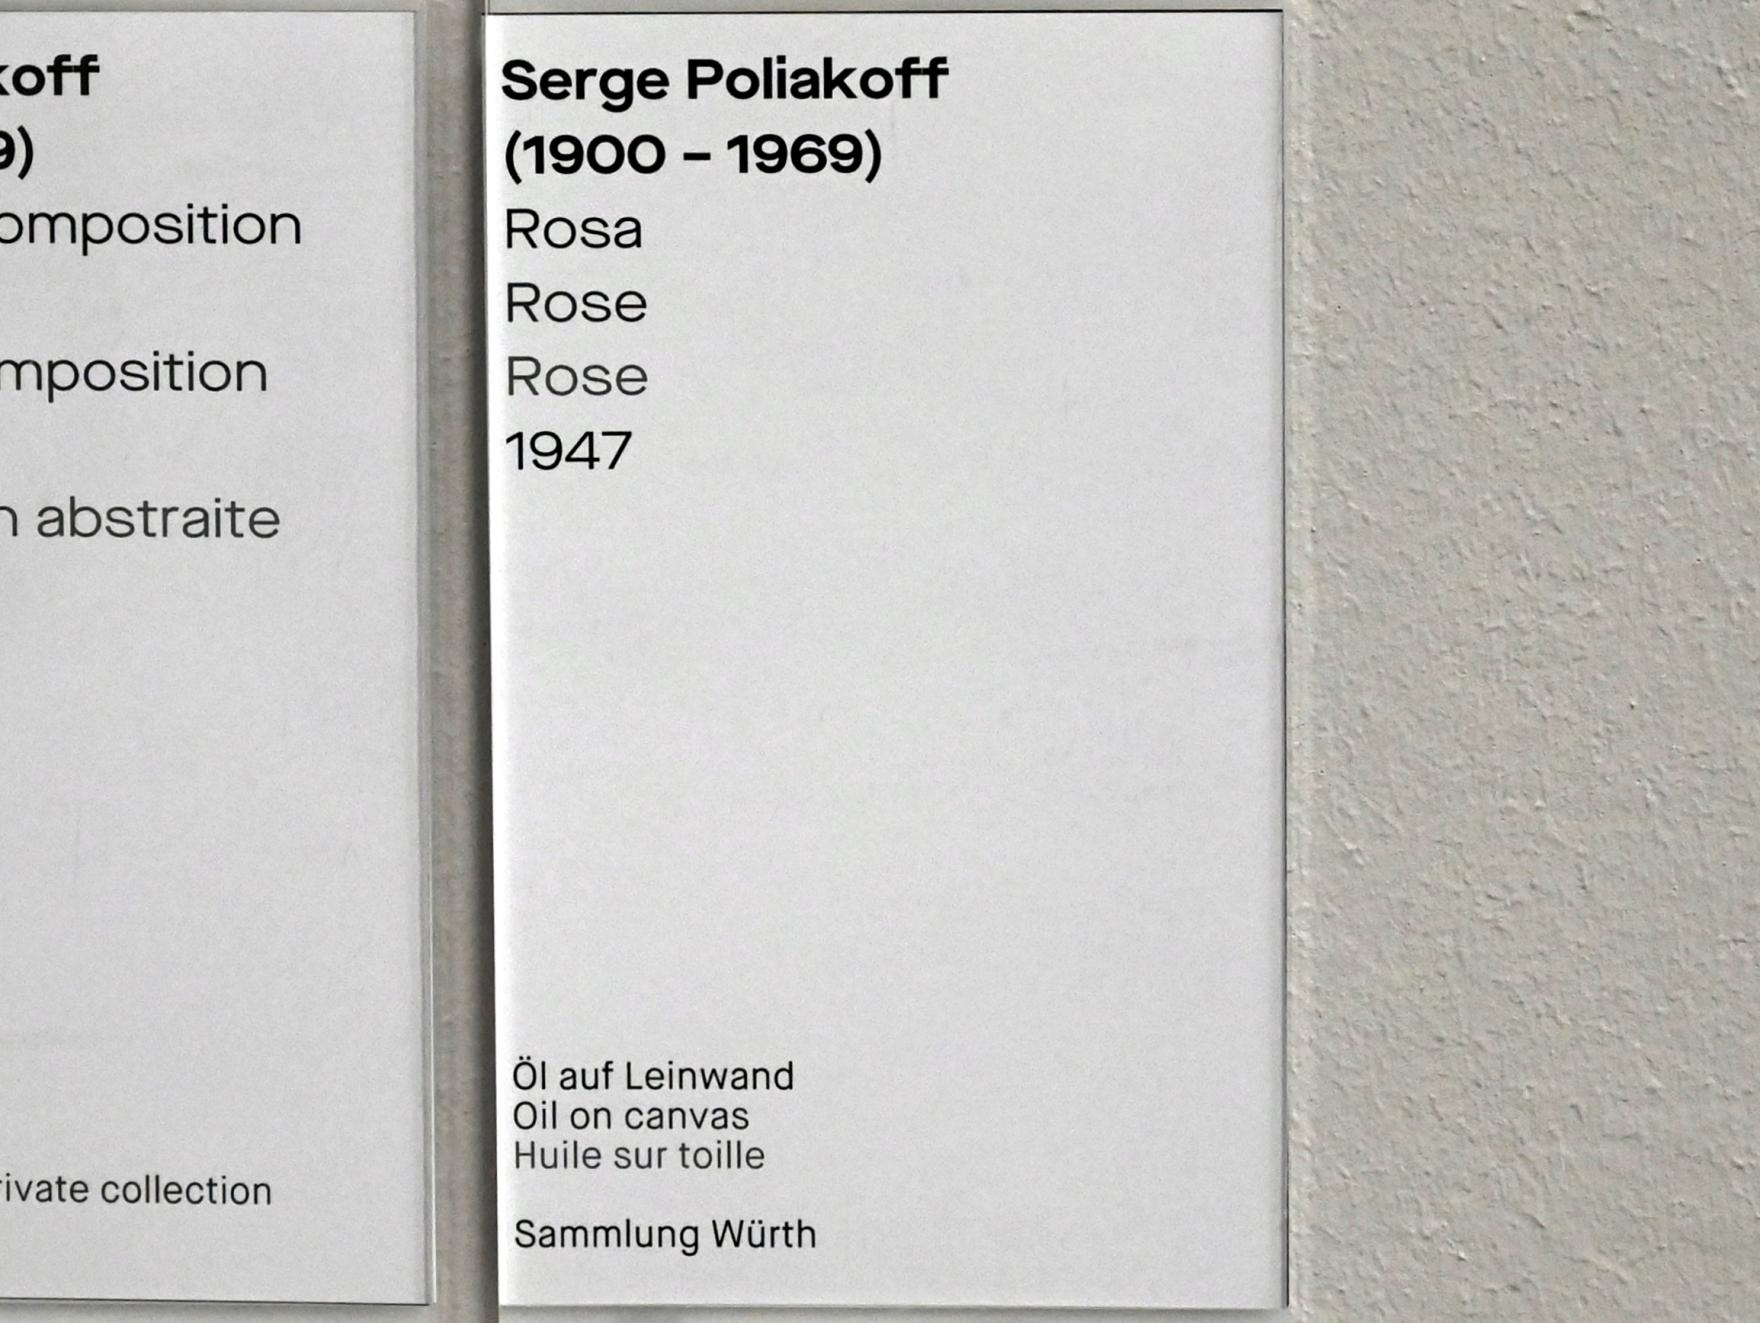 koff
9)
omposition
mposition
n abstraite
rivate collection
Serge Poliakoff
(1900 – 1969)
Rosa
Rose
Rose
1947
Öl auf Leinwand
Oil on canvas
Huile sur toille
Sammlung Würth